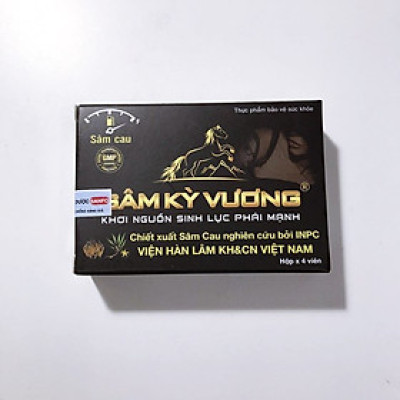 Thực phẩm bảo vệ sức khỏe
Sâm cau
GMP
SÂM KỲ VƯƠNG®
KHƠI NGUỒN SINH LỰC PHÁI MẠNH
Chiết xuất Sâm Cau nghiên cứu bởi INPC
VIỆN HÀN LÂM KH&CN VIỆT NAM
Hộp x 4 viên